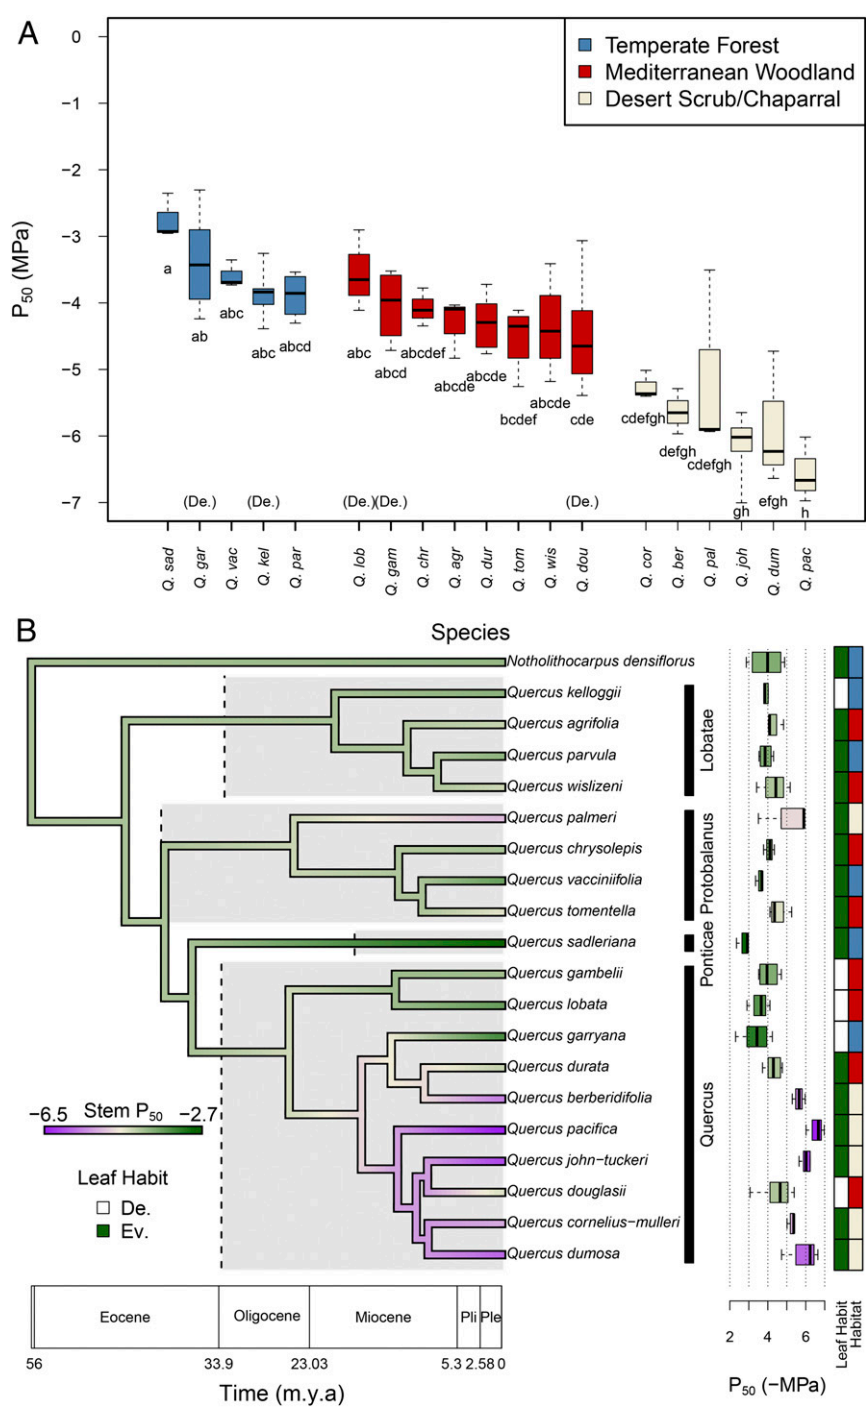 A
Temperate Forest
Mediterranean Woodland
Desert Scrub/Chaparral
P50 (MPa)
0
−1
−2
−3
−4
−5
−6
−7
a
ab
abc
abc
abcd
abc
abcd
abcdef
abcde
abcde
bcdef
abcde
cde
cdefgh
defgh
cdefgh
gh
efgh
h
(De.)
(De.)
(De.)(De.)
(De.)
Q. sad
Q. gar
Q. vac
Q. kel
Q. par
Q. lob
Q. gam
Q. chr
Q. agr
Q. dur
Q. tom
Q. wis
Q. dou
Q. cor
Q. ber
Q. pal
Q. joh
Q. dum
Q. pac
Species
B
Notholithocarpus densiflorus
Quercus kelloggii
Quercus agrifolia
Quercus parvula
Quercus wislizeni
Quercus palmeri
Quercus chrysolepis
Quercus vacciniifolia
Quercus tomentella
Quercus sadleriana
Quercus gambelii
Quercus lobata
Quercus garryana
Quercus durata
Quercus berberidifolia
Quercus pacifica
Quercus john−tuckeri
Quercus douglasii
Quercus cornelius−mulleri
Quercus dumosa
Lobatae
Protobalanus
Ponticae
Quercus
−6.5 Stem P50 −2.7
Leaf Habit
De.
Ev.
Eocene
Oligocene
Miocene
Pli
Ple
56
33.9
23.03
5.3
2.58
0
Time (m.y.a)
2
4
6
P50 (−MPa)
Leaf Habit
Habitat